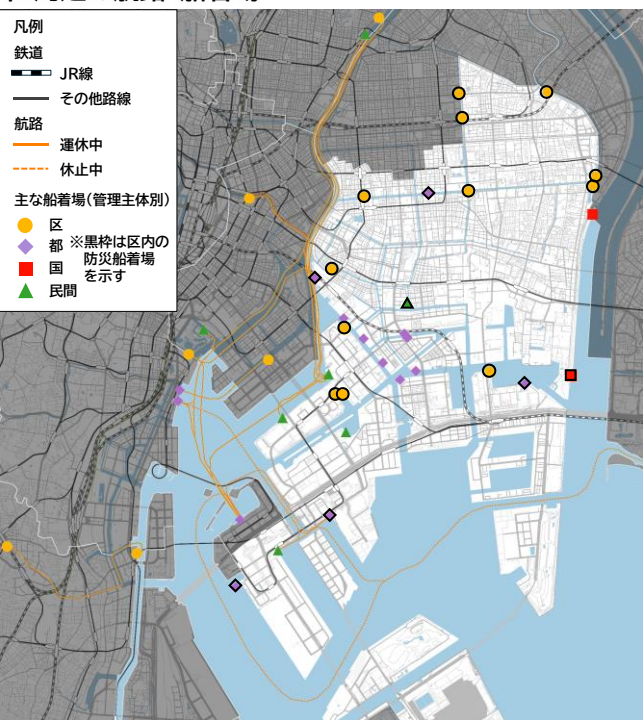 凡例
鉄道
JR線
その他路線
航路
運休中
休止中
主な船着場(管理主体別)
区
都 ※黒枠は区内の
防災船着場
国 を示す
民間